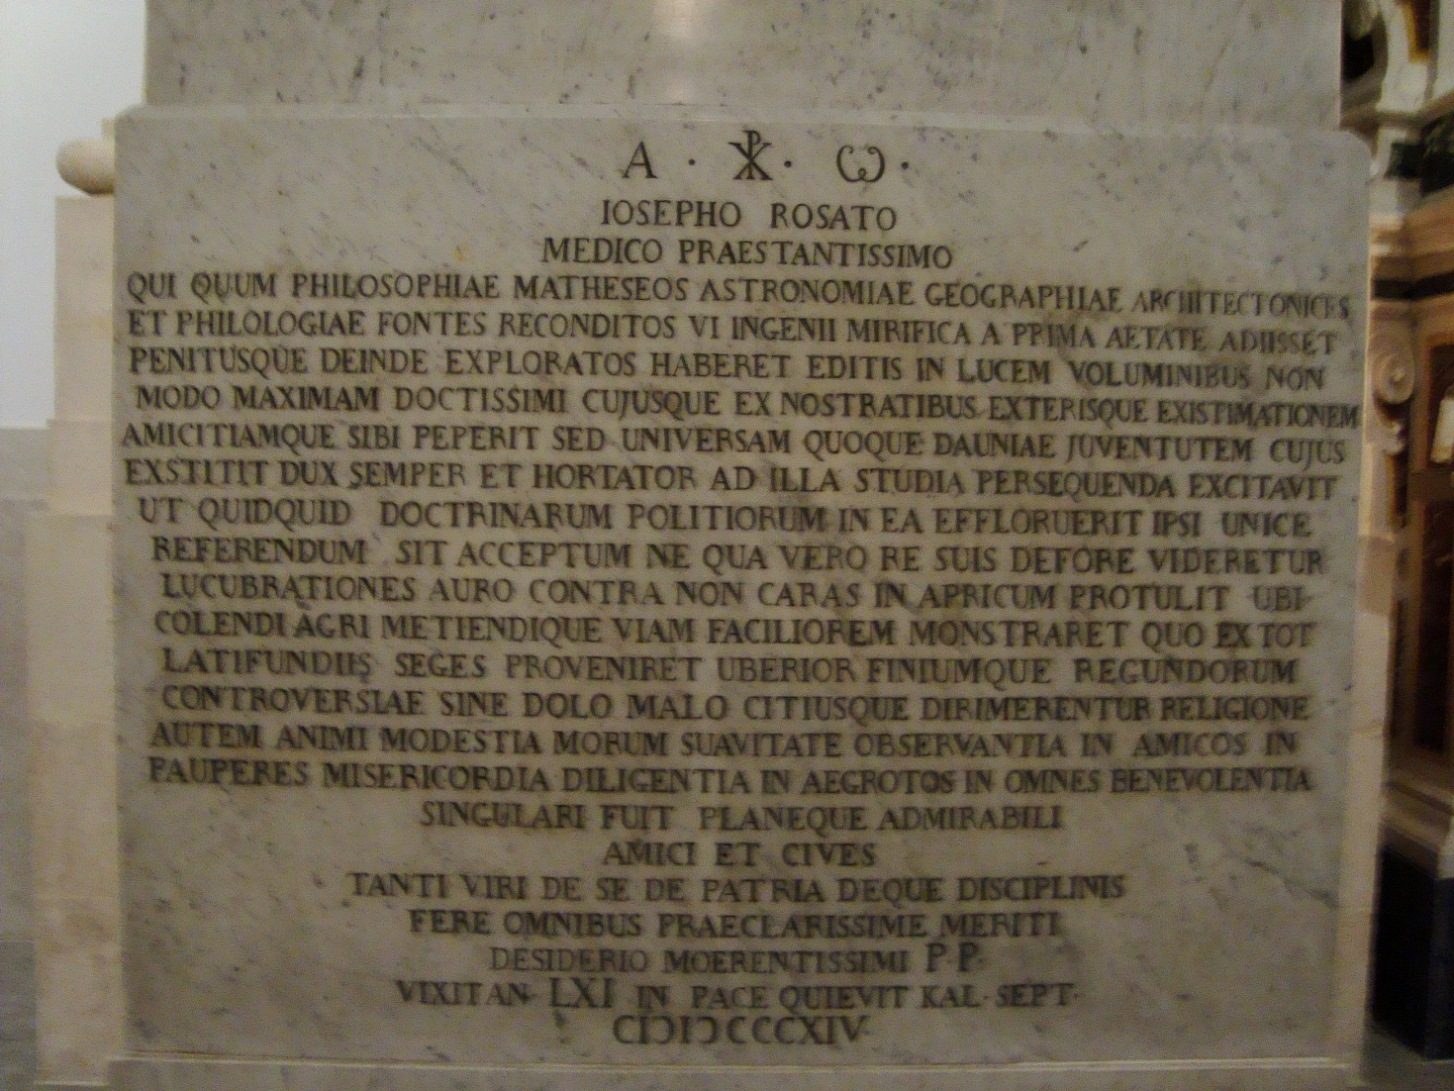 A · ☧ · ω ·
IOSEPHO ROSATO
MEDICO PRAESTANTISSIMO
QUI QUUM PHILOSOPHIAE MATHESEOS ASTRONOMIAE GEOGRAPHIAE ARCHITECTONICES
ET PHILOLOGIAE FONTES RECONDITOS VI INGENII MIRIFICA A PRIMA AETATE ADIISSET
PENITUSQUE DEINDE EXPLORATOS HABERET EDITIS IN LUCEM VOLUMINIBUS NON
MODO MAXIMAM DOCTISSIMI CUJUSQUE EX NOSTRATIBUS EXTERISQUE EXISTIMATIONEM
AMICITIAMQUE SIBI PEPERIT SED UNIVERSAM QUOQUE DAUNIAE JUVENTUTEM CUJUS
EXSTITIT DUX SEMPER ET HORTATOR AD ILLA STUDIA PERSEQUENDA EXCITAVIT
UT QUIDQUID DOCTRINARUM POLITIORUM IN EA EFFLORUERIT IPSI UNICE
REFERENDUM SIT ACCEPTUM NE QUA VERO RE SUIS DEFORE VIDERETUR
LUCUBRATIONES AURO CONTRA NON CARAS IN APRICUM PROTULIT UBI
COLENDI AGRI METIENDIQUE VIAM FACILIOREM MONSTRARET QUO EX TOT
LATIFUNDIIS SEGES PROVENIRET UBERIOR FINIUMQUE REGUNDORUM
CONTROVERSIAE SINE DOLO MALO CITIUSQUE DIRIMERENTUR RELIGIONE
AUTEM ANIMI MODESTIA MORUM SUAVITATE OBSERVANTIA IN AMICOS IN
PAUPERES MISERICORDIA DILIGENTIA IN AEGROTOS IN OMNES BENEVOLENTIA
SINGULARI FUIT PLANEQUE ADMIRABILI
AMICI ET CIVES
TANTI VIRI DE SE DE PATRIA DEQUE DISCIPLINIS
FERE OMNIBUS PRAECLARISSIME MERITI
DESIDERIO MOERENTISSIMI P·P·
VIXIT AN· LXI IN PACE QUIEVIT KAL·SEPT·
CIƆIƆCCCXIV·